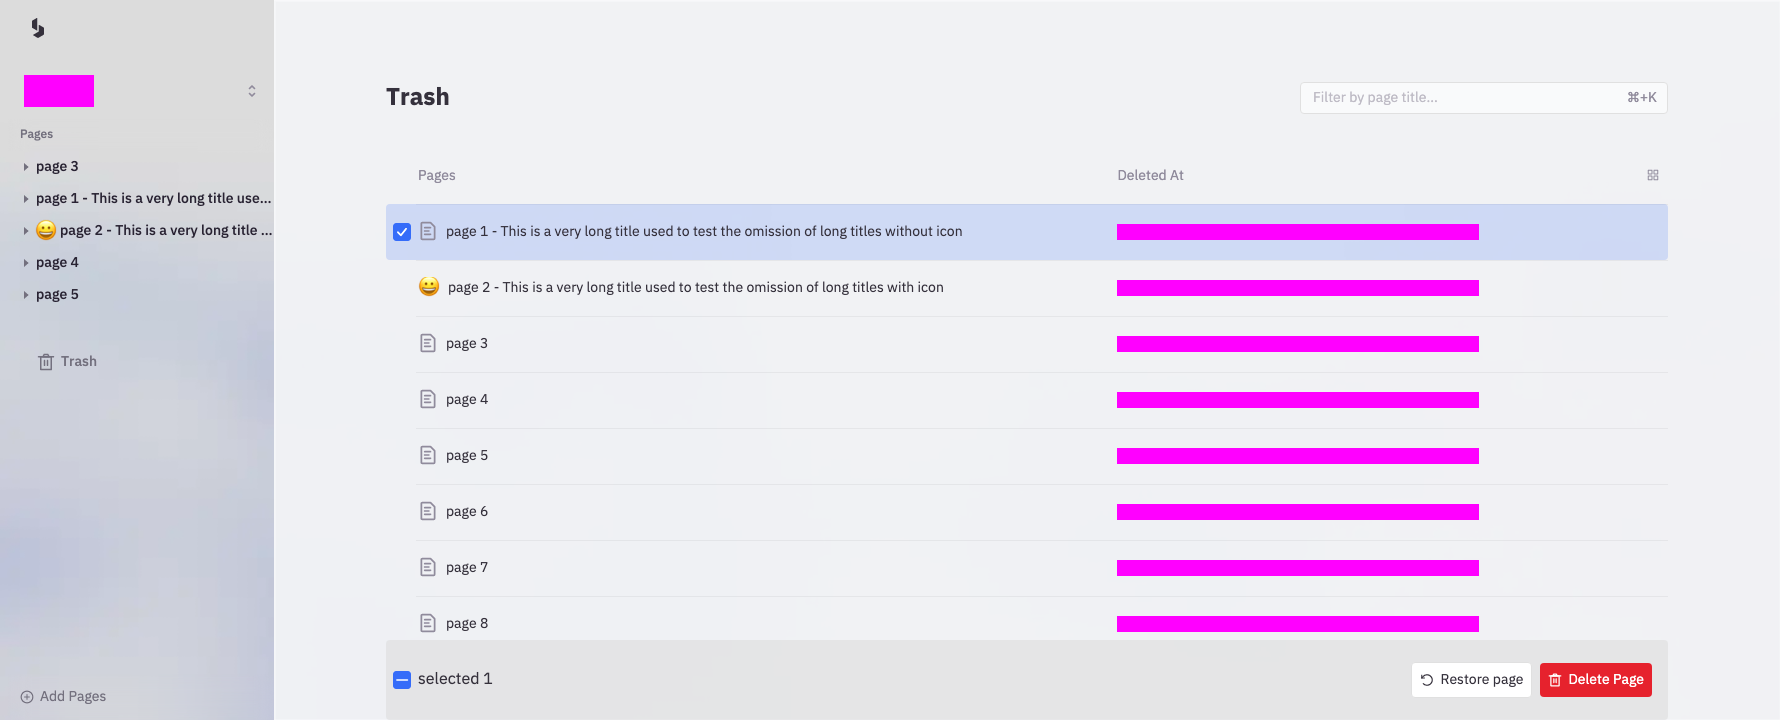 Pages
page 3
page 1 - This is a very long title use...
page 2 - This is a very long title ...
page 4
page 5
Trash
Add Pages
Trash
Filter by page title...
⌘+K
Pages
Deleted At
page 1 - This is a very long title used to test the omission of long titles without icon
page 2 - This is a very long title used to test the omission of long titles with icon
page 3
page 4
page 5
page 6
page 7
page 8
selected 1
Restore page
Delete Page